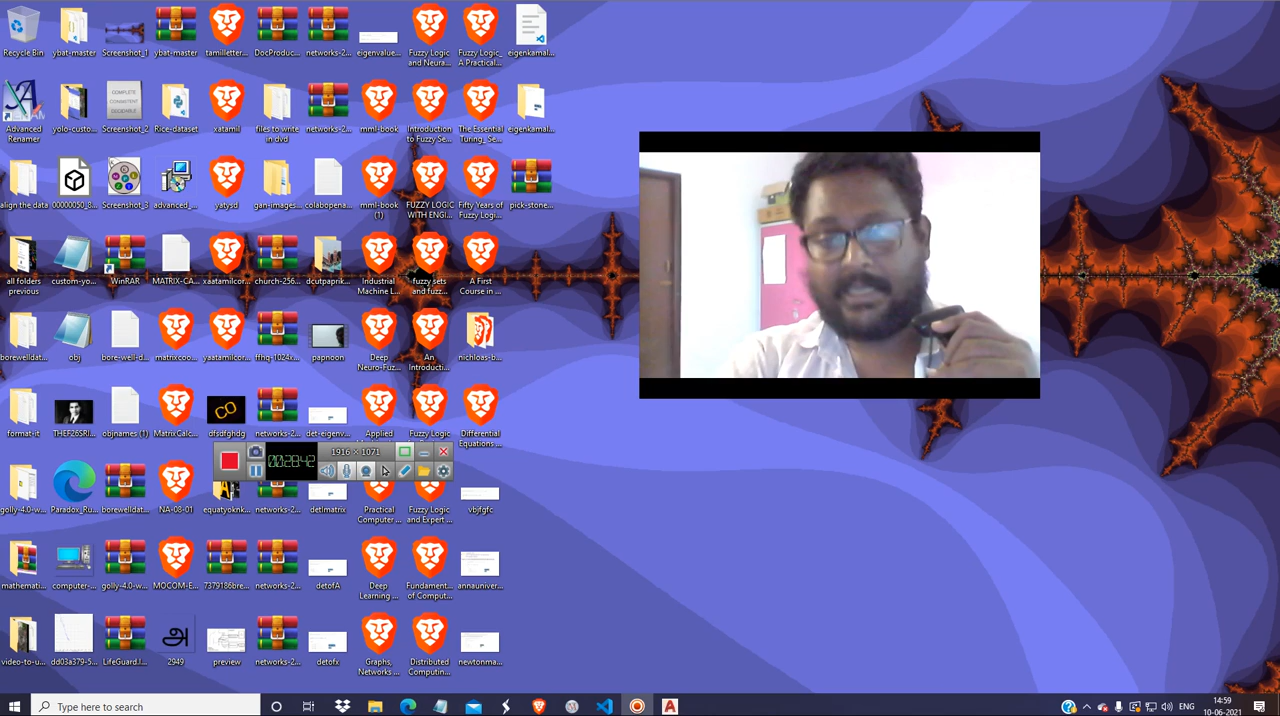 Recycle Bin
ybat-master
Screenshot_1
ybat-master
tamilletter...
DocProduc...
networks-2...
eigenvalue...
Fuzzy Logic
and Neura...
Fuzzy Logic_
A Practical...
eigenkamal...
Advanced
Renamer
yolo-custo...
Screenshot_2
Rice-dataset
xatamil
files to write
in dvd
networks-2...
mml-book
Introduction
to Fuzzy Se...
The Essential
Turing_ Se...
eigenkamal...
COMPLETE
COMMITTENT
align the data
00000050_8...
Screenshot_3
advanced_...
yatysd
gan-images...
colabopena...
mml-book
(1)
FUZZY LOGIC
WITH ENGI...
Fifty Years of
Fuzzy Logi...
pick-stone...
all folders
previous
custom-yo...
WinRAR
MATRIX-CA...
xaatamilcor...
church-256...
dcutpaprik...
Industrial
Machine L...
fuzzy sets
and fuzz...
A First
Course in ...
borewelldat...
obj
bore-well-d...
matrixcoo...
yaatamilcor...
ffhq-1024x...
papnoon
Deep
Neuro-Fuz...
An
Introducti...
nichloas-b...
format-it
THEF26SRI...
objnames (1)
MatrixCalc...
CO
dfsdfghdg
networks-2...
det-eigenv...
Applied
Fuzzy Logic
Differential
Equations ...
002842
1916 × 1071
golly-4.0-w...
Paradox_Ru...
borewelldat...
NA-08-01
equatyoknk...
networks-2...
detimatrix
Practical
Computer ...
Fuzzy Logic
and Expert ...
vbjfgfc
mathemati...
computer-...
golly-4.0-w...
MOCOM-E...
7379186bre...
networks-2...
detofA
Deep
Learning ...
Fundament...
of Comput...
annauniver...
video-to-u...
dd03a379-5...
LifeGuard.l...
அ
2949
preview
networks-2...
detofx
Graphs,
Networks ...
Distributed
Computin...
newtonma...
Type here to search
ENG
14:59
10-06-2021